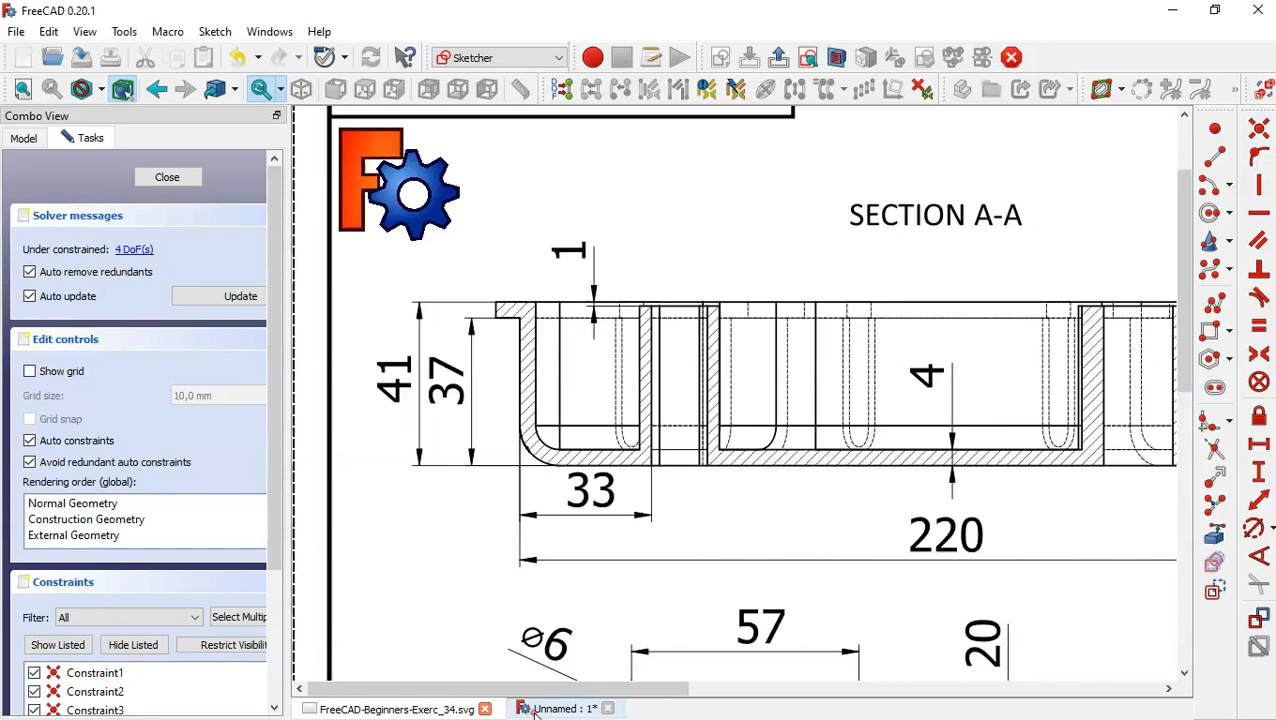 FreeCAD 0.20.1
File Edit View Tools Macro Sketch Windows Help
Sketcher
Combo View
Model Tasks
Close
Solver messages
Under constrained: 4 DoF(s)
Auto remove redundants
Auto update Update
Edit controls
Show grid
Grid size: 10,0 mm
Grid snap
Auto constraints
Avoid redundant auto constraints
Rendering order (global):
Normal Geometry
Construction Geometry
External Geometry
Constraints
Filter: All Select Multip
Show Listed Hide Listed Restrict Visibili
Constraint1
Constraint2
Constraint3
SECTION A-A
1
41
37
4
33
220
57
⌀6
20
FreeCAD-Beginners-Exerc_34.svg Unnamed : 1*